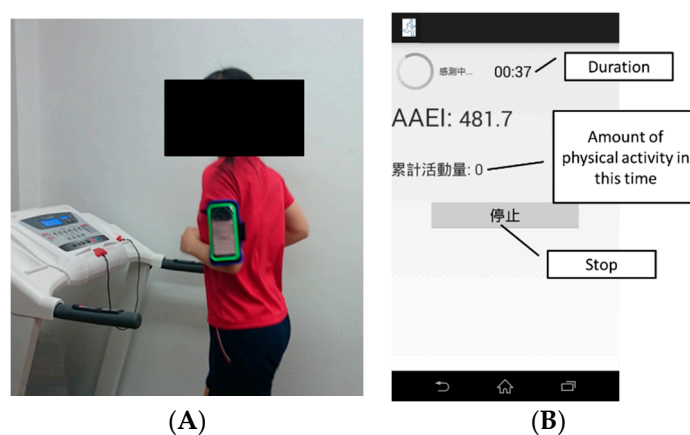 感測中...
00:37
Duration
AAEI: 481.7
累計活動量: 0
Amount of
physical activity in
this time
停止
Stop
(A)
(B)